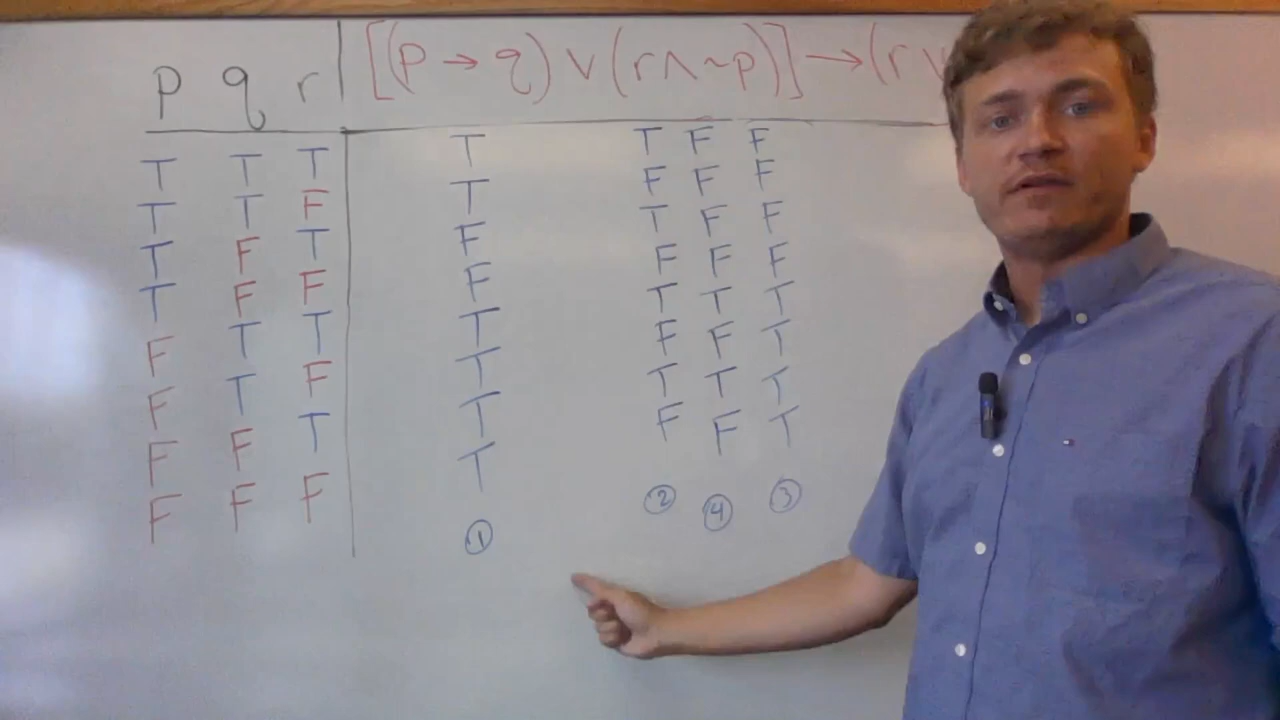 p q r [(p → q) ∨ (r ∧ ~p)] → (r ∨
T T T T T F F
T T F T F F F
T F T F T F F
T F F F F F F
F T T T T T T
F T F T F F T
F F T T T T T
F F F T F F T
① ② ④ ③